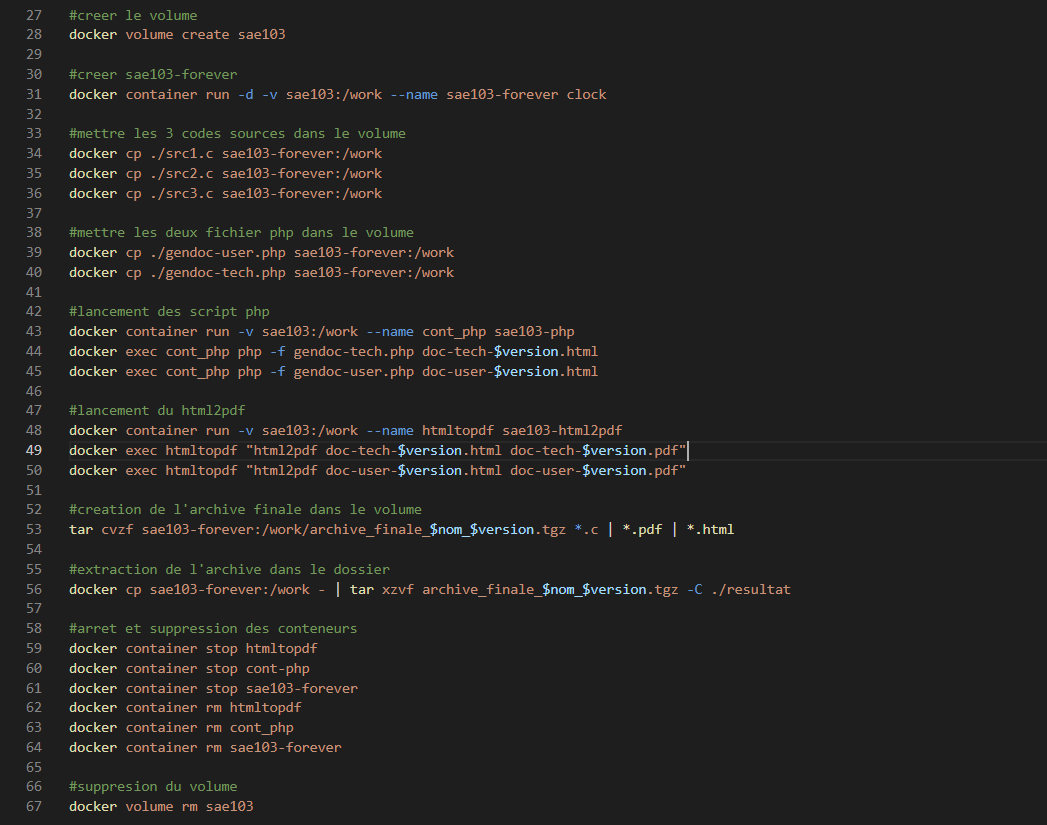 27 #creer le volume
28 docker volume create sae103
29
30 #creer sae103-forever
31 docker container run -d -v sae103:/work --name sae103-forever clock
32
33 #mettre les 3 codes sources dans le volume
34 docker cp ./src1.c sae103-forever:/work
35 docker cp ./src2.c sae103-forever:/work
36 docker cp ./src3.c sae103-forever:/work
37
38 #mettre les deux fichier php dans le volume
39 docker cp ./gendoc-user.php sae103-forever:/work
40 docker cp ./gendoc-tech.php sae103-forever:/work
41
42 #lancement des script php
43 docker container run -v sae103:/work --name cont_php sae103-php
44 docker exec cont_php php -f gendoc-tech.php doc-tech-$version.html
45 docker exec cont_php php -f gendoc-user.php doc-user-$version.html
46
47 #lancement du html2pdf
48 docker container run -v sae103:/work --name htmltopdf sae103-html2pdf
49 docker exec htmltopdf "html2pdf doc-tech-$version.html doc-tech-$version.pdf"
50 docker exec htmltopdf "html2pdf doc-user-$version.html doc-user-$version.pdf"
51
52 #creation de l'archive finale dans le volume
53 tar cvzf sae103-forever:/work/archive_finale_$nom_$version.tgz *.c | *.pdf | *.html
54
55 #extraction de l'archive dans le dossier
56 docker cp sae103-forever:/work - | tar xzvf archive_finale_$nom_$version.tgz -C ./resultat
57
58 #arret et suppression des conteneurs
59 docker container stop htmltopdf
60 docker container stop cont-php
61 docker container stop sae103-forever
62 docker container rm htmltopdf
63 docker container rm cont_php
64 docker container rm sae103-forever
65
66 #suppresion du volume
67 docker volume rm sae103